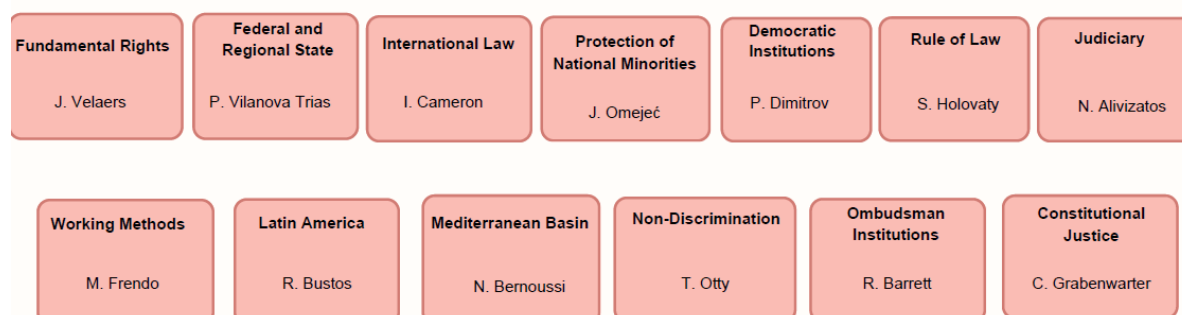 Fundamental Rights
J. Velaers
Federal and
Regional State
P. Vilanova Trias
International Law
I. Cameron
Protection of
National Minorities
J. Omejeć
Democratic
Institutions
P. Dimitrov
Rule of Law
S. Holovaty
Judiciary
N. Alivizatos
Working Methods
M. Frendo
Latin America
R. Bustos
Mediterranean Basin
N. Bernoussi
Non-Discrimination
T. Otty
Ombudsman
Institutions
R. Barrett
Constitutional
Justice
C. Grabenwarter